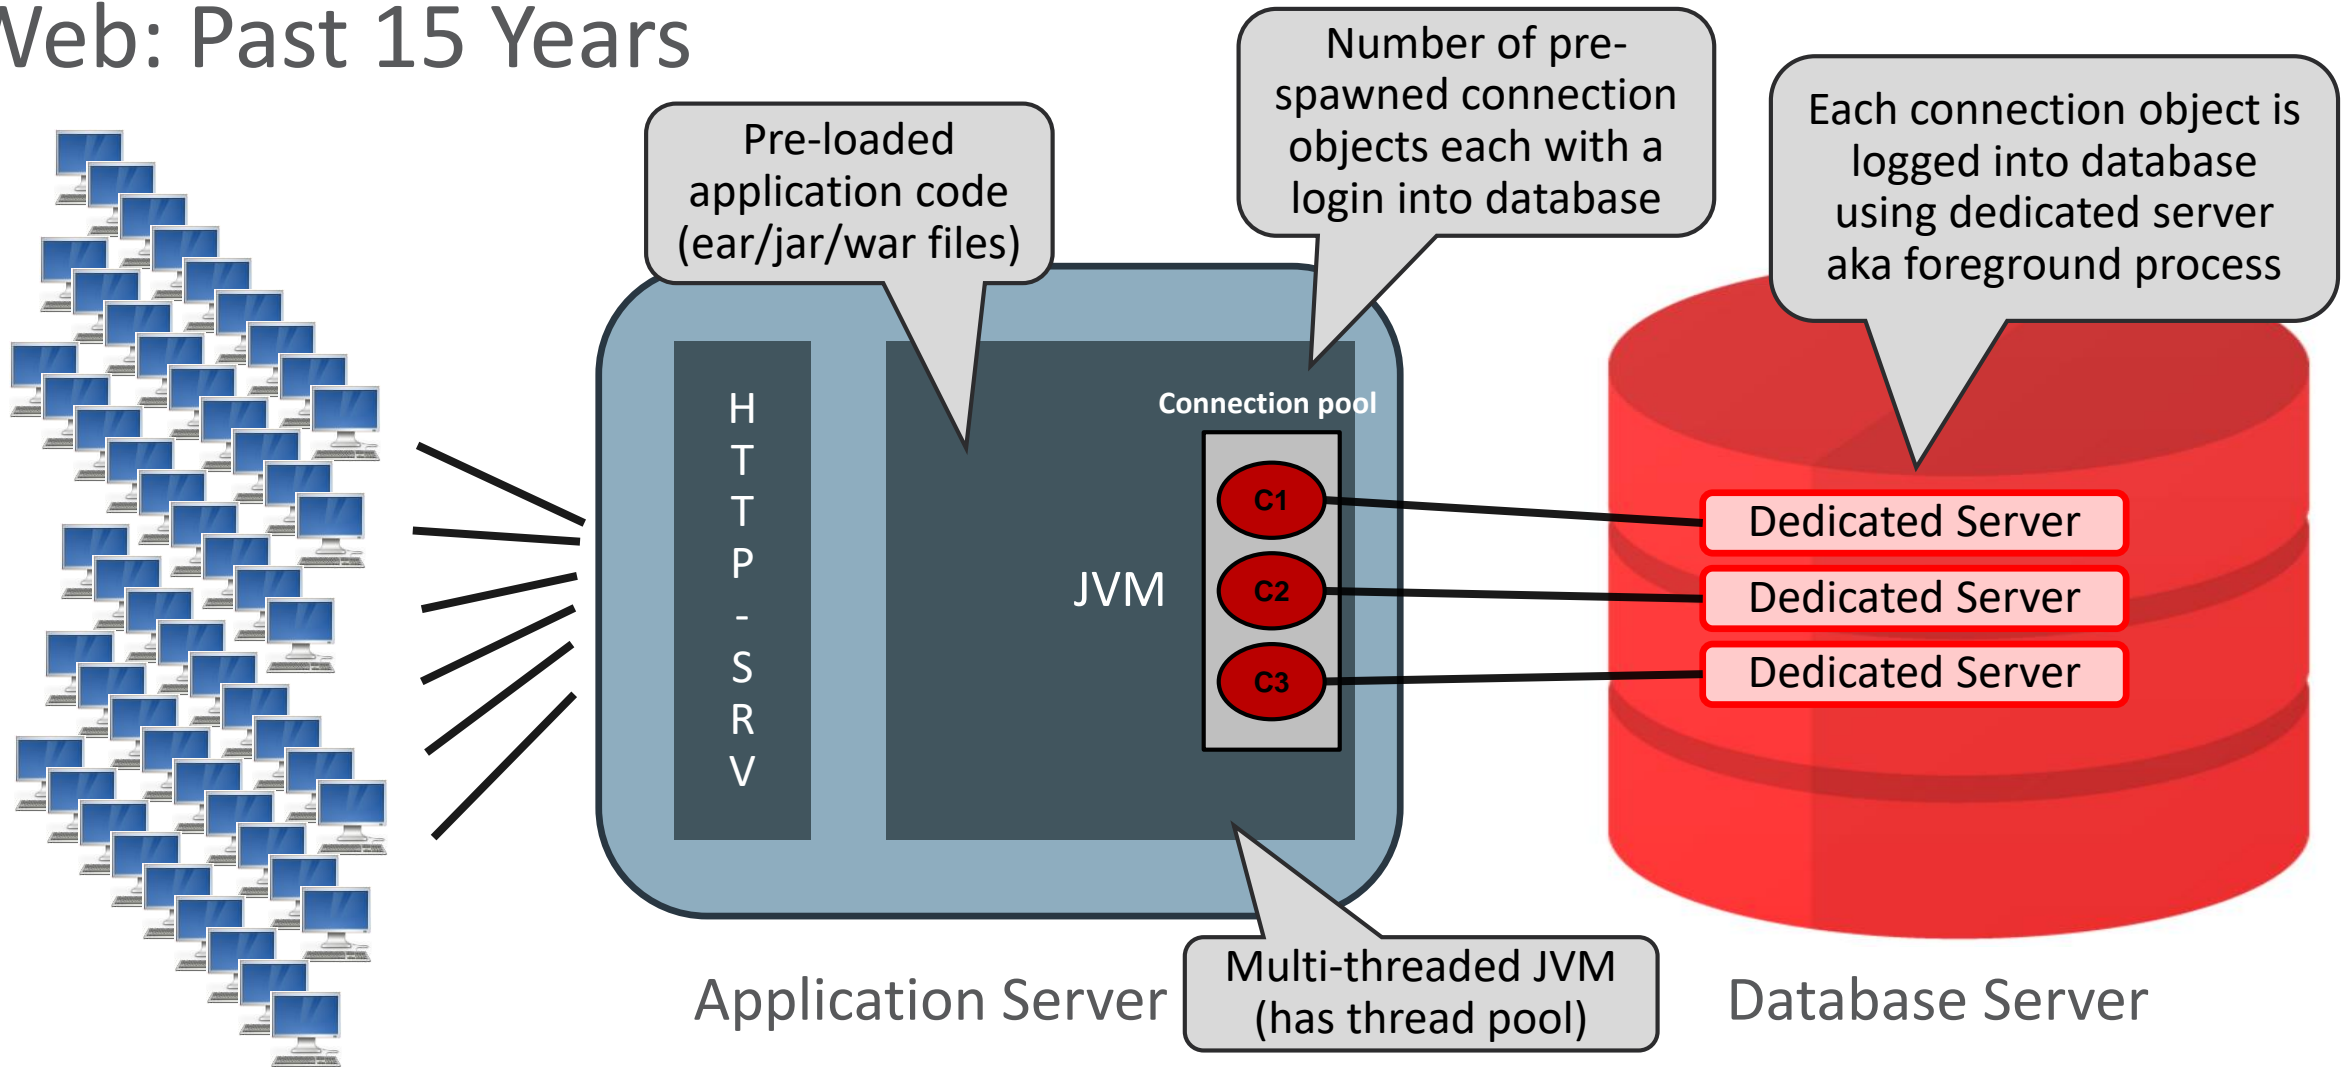 Web: Past 15 Years
Pre-loaded
application code
(ear/jar/war files)
Number of pre-
spawned connection
objects each with a
login into database
Each connection object is
logged into database
using dedicated server
aka foreground process
H
T
T
P
-
S
R
V
JVM
Connection pool
C1
C2
C3
Dedicated Server
Dedicated Server
Dedicated Server
Application Server
Multi-threaded JVM
(has thread pool)
Database Server